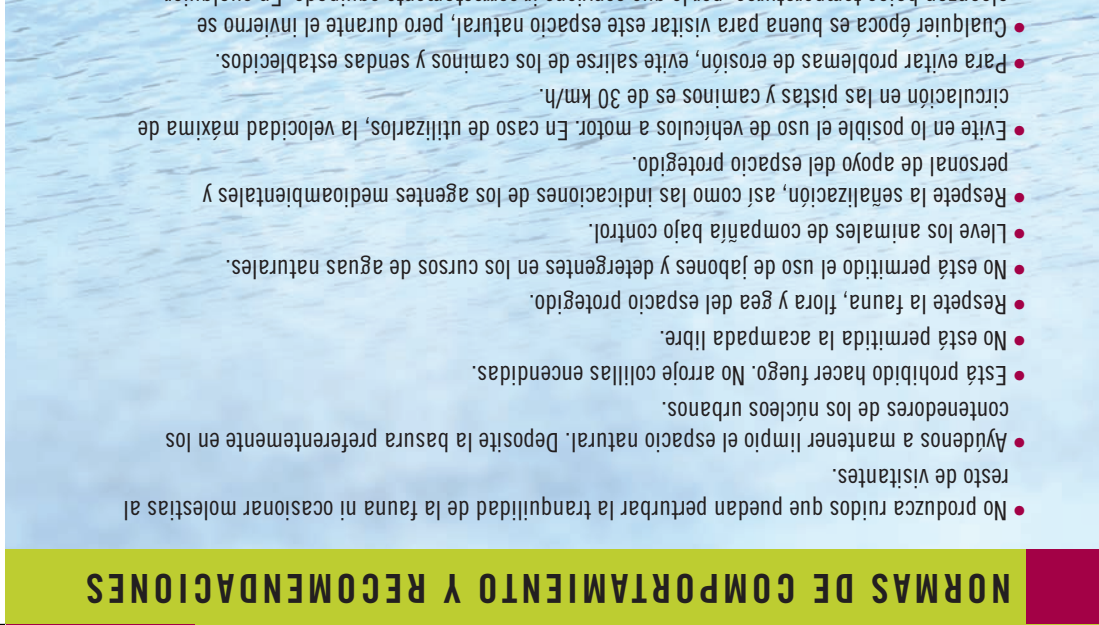 NORMAS DE COMPORTAMIENTO Y RECOMENDACIONES
• No produzca ruidos que puedan perturbar la tranquilidad de la fauna ni ocasionar molestias al
resto de visitantes.
• Ayúdenos a mantener limpio el espacio natural. Deposite la basura preferentemente en los
contenedores de los núcleos urbanos.
• Está prohibido hacer fuego. No arroje colillas encendidas.
• No está permitida la acampada libre.
• Respete la fauna, flora y gea del espacio protegido.
• No está permitido el uso de jabones y detergentes en los cursos de aguas naturales.
• Lleve los animales de compañía bajo control.
• Respete la señalización, así como las indicaciones de los agentes medioambientales y
personal de apoyo del espacio protegido.
• Evite en lo posible el uso de vehículos a motor. En caso de utilizarlos, la velocidad máxima de
circulación en las pistas y caminos es de 30 km/h.
• Para evitar problemas de erosión, evite salirse de los caminos y sendas establecidos.
• Cualquier época es buena para visitar este espacio natural, pero durante el invierno se